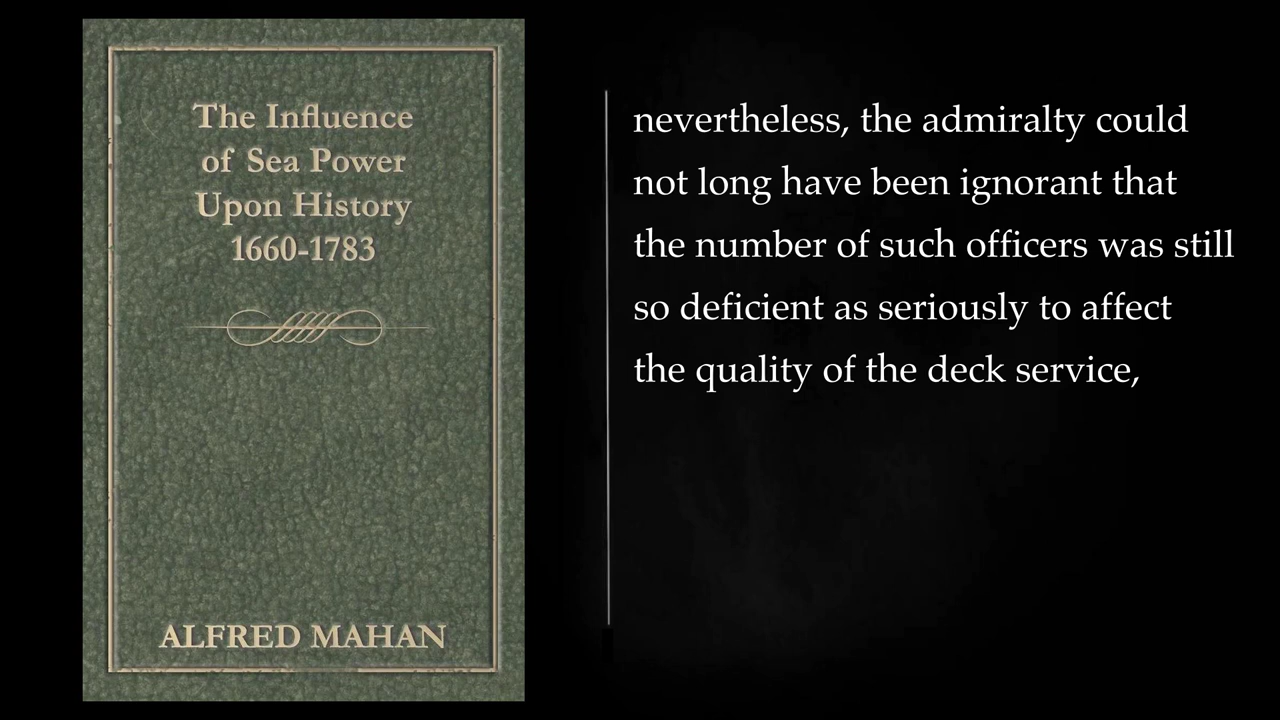 The Influence
of Sea Power
Upon History
1660-1783
ALFRED MAHAN
nevertheless, the admiralty could
not long have been ignorant that
the number of such officers was still
so deficient as seriously to affect
the quality of the deck service,